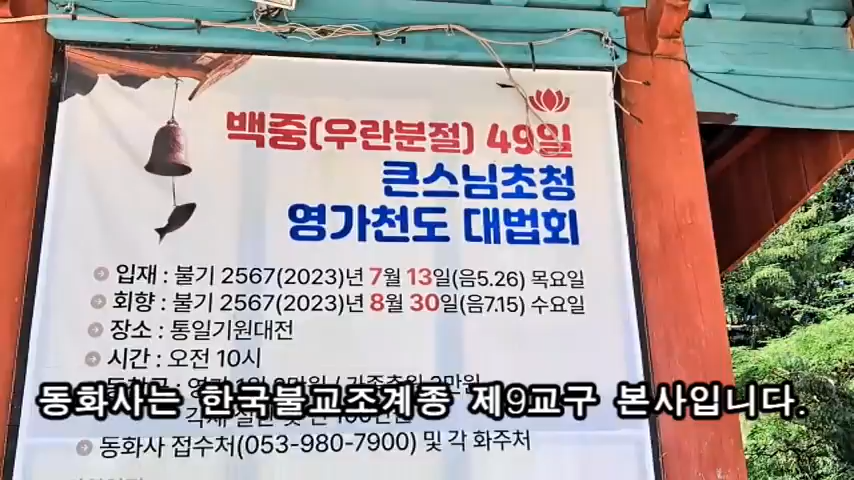 백중(우란분절) 49일
큰스님초청
영가천도 대법회
입재 : 불기 2567(2023)년 7월 13일(음5.26) 목요일
회향 : 불기 2567(2023)년 8월 30일(음7.15) 수요일
장소 : 통일기원대전
시간 : 오전 10시
동화사는 한국불교조계종 제9교구 본사입니다.
동화사 접수처(053-980-7900) 및 각 화주처